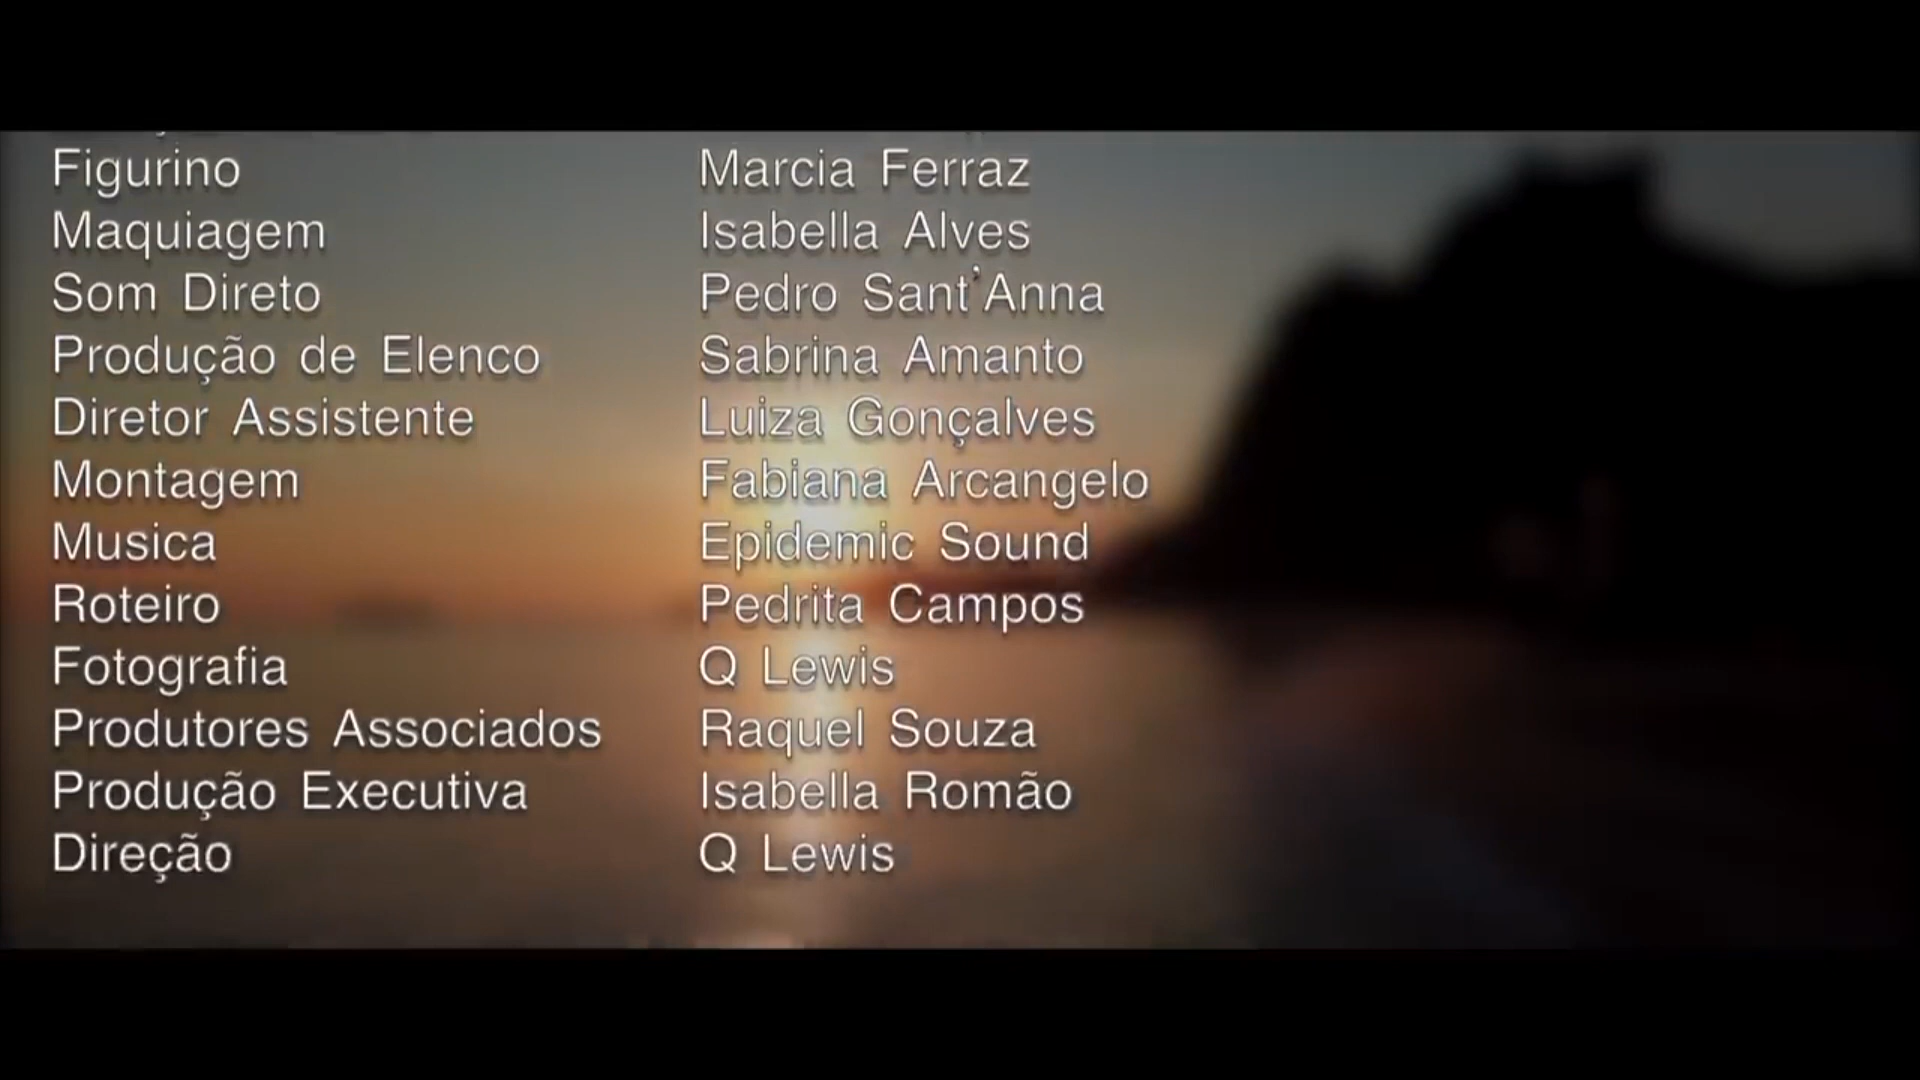 Figurino Marcia Ferraz
Maquiagem Isabella Alves
Som Direto Pedro Sant'Anna
Produção de Elenco Sabrina Amanto
Diretor Assistente Luiza Gonçalves
Montagem Fabiana Arcangelo
Musica Epidemic Sound
Roteiro Pedrita Campos
Fotografia Q Lewis
Produtores Associados Raquel Souza
Produção Executiva Isabella Romão
Direção Q Lewis